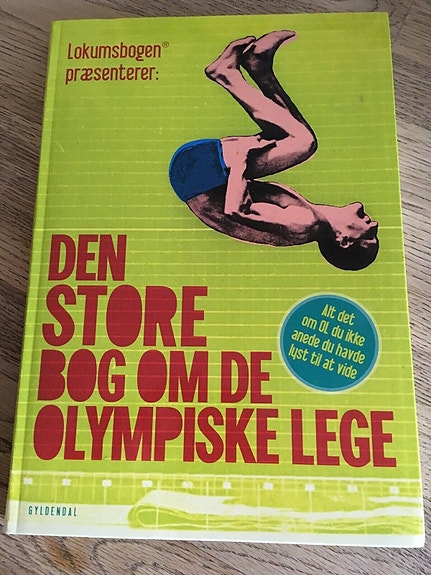 Lokumsbogen®
præsenterer:
DEN
STORE
BOG OM DE
OLYMPISKE LEGE
Alt det
om OL du ikke
anede du havde
lyst til at vide
GYLDENDAL